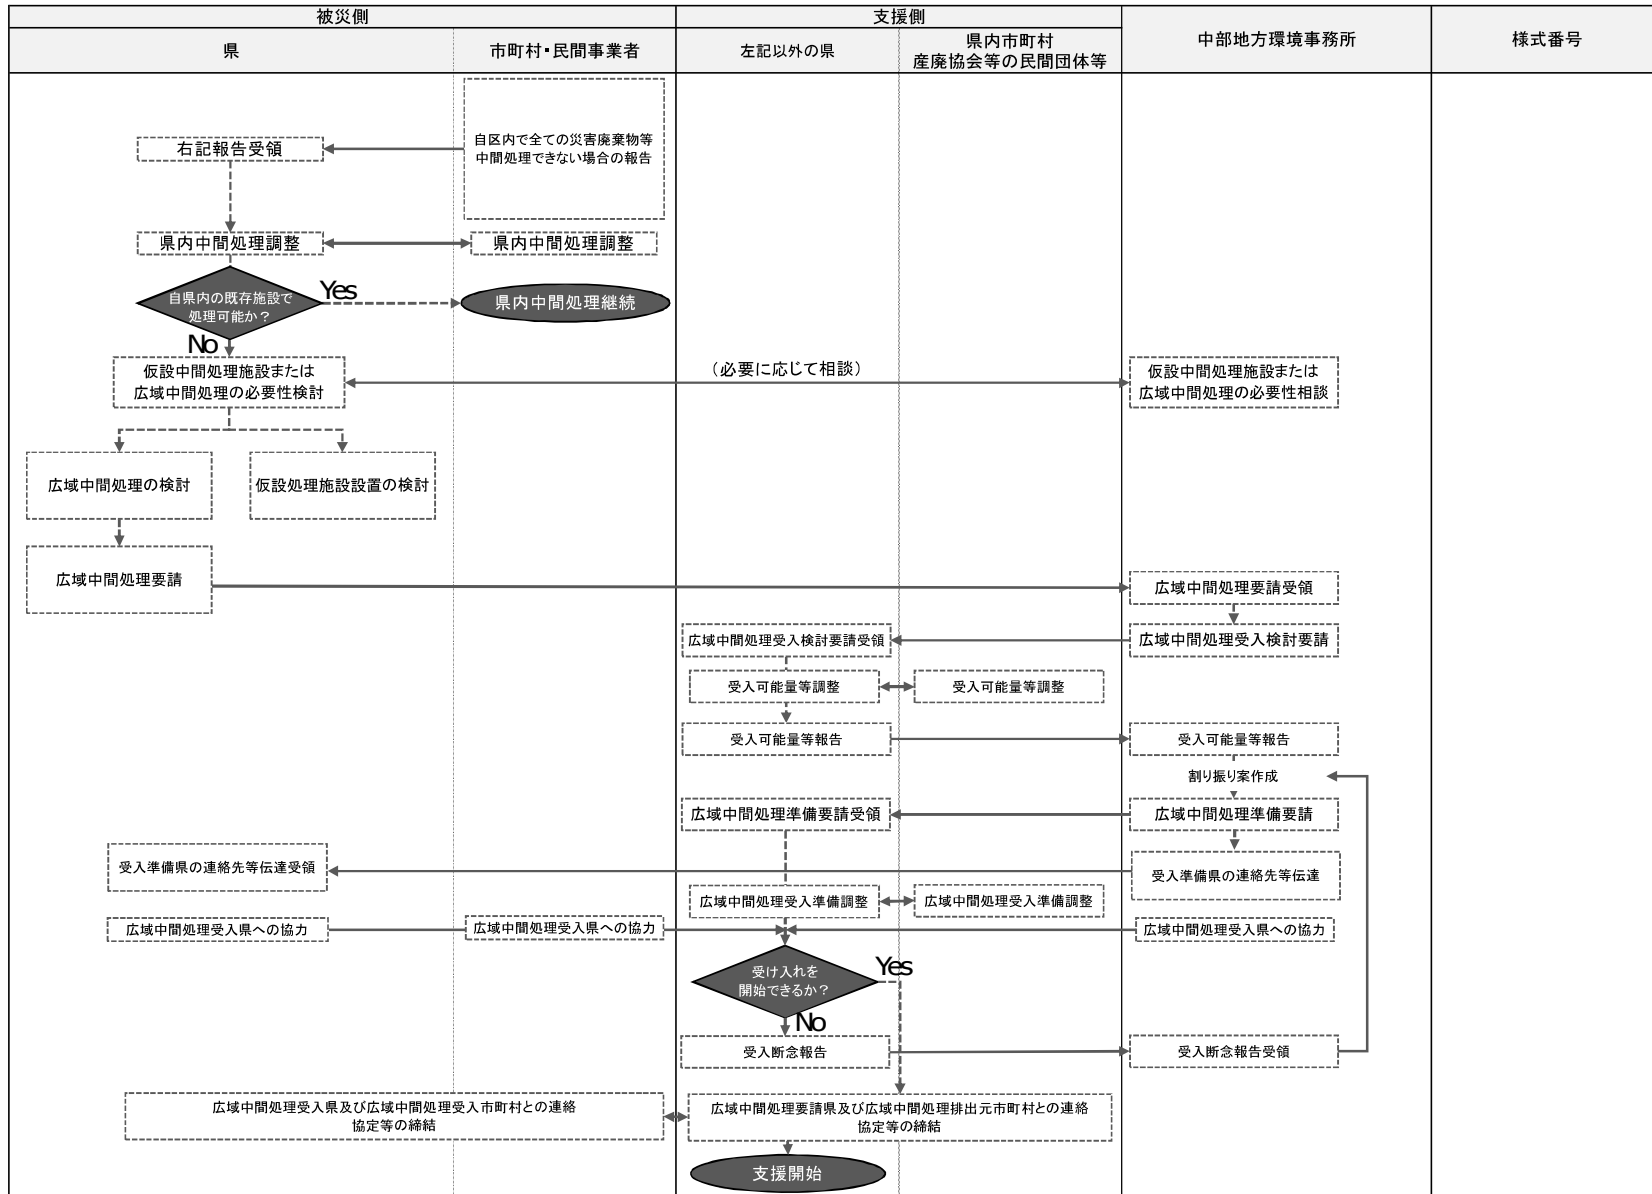 被災側
支援側
中部地方環境事務所
様式番号
県
市町村・民間事業者
左記以外の県
県内市町村
産廃協会等の民間団体等
右記報告受領
自区内で全ての災害廃棄物等
中間処理できない場合の報告
県内中間処理調整
県内中間処理調整
自県内の既存施設で
処理可能か?
Yes
県内中間処理継続
No
仮設中間処理施設または
広域中間処理の必要性検討
(必要に応じて相談)
仮設中間処理施設または
広域中間処理の必要性相談
広域中間処理の検討
仮設処理施設設置の検討
広域中間処理要請
広域中間処理要請受領
広域中間処理受入検討要請受領
広域中間処理受入検討要請
受入可能量等調整
受入可能量等調整
受入可能量等報告
受入可能量等報告
割り振り案作成
広域中間処理準備要請受領
広域中間処理準備要請
受入準備県の連絡先等伝達受領
受入準備県の連絡先等伝達
広域中間処理受入準備調整
広域中間処理受入準備調整
広域中間処理受入県への協力
広域中間処理受入県への協力
広域中間処理受入県への協力
受け入れを
開始できるか?
Yes
No
受入断念報告
受入断念報告受領
広域中間処理受入県及び広域中間処理受入市町村との連絡
協定等の締結
広域中間処理要請県及び広域中間処理排出元市町村との連絡
協定等の締結
支援開始